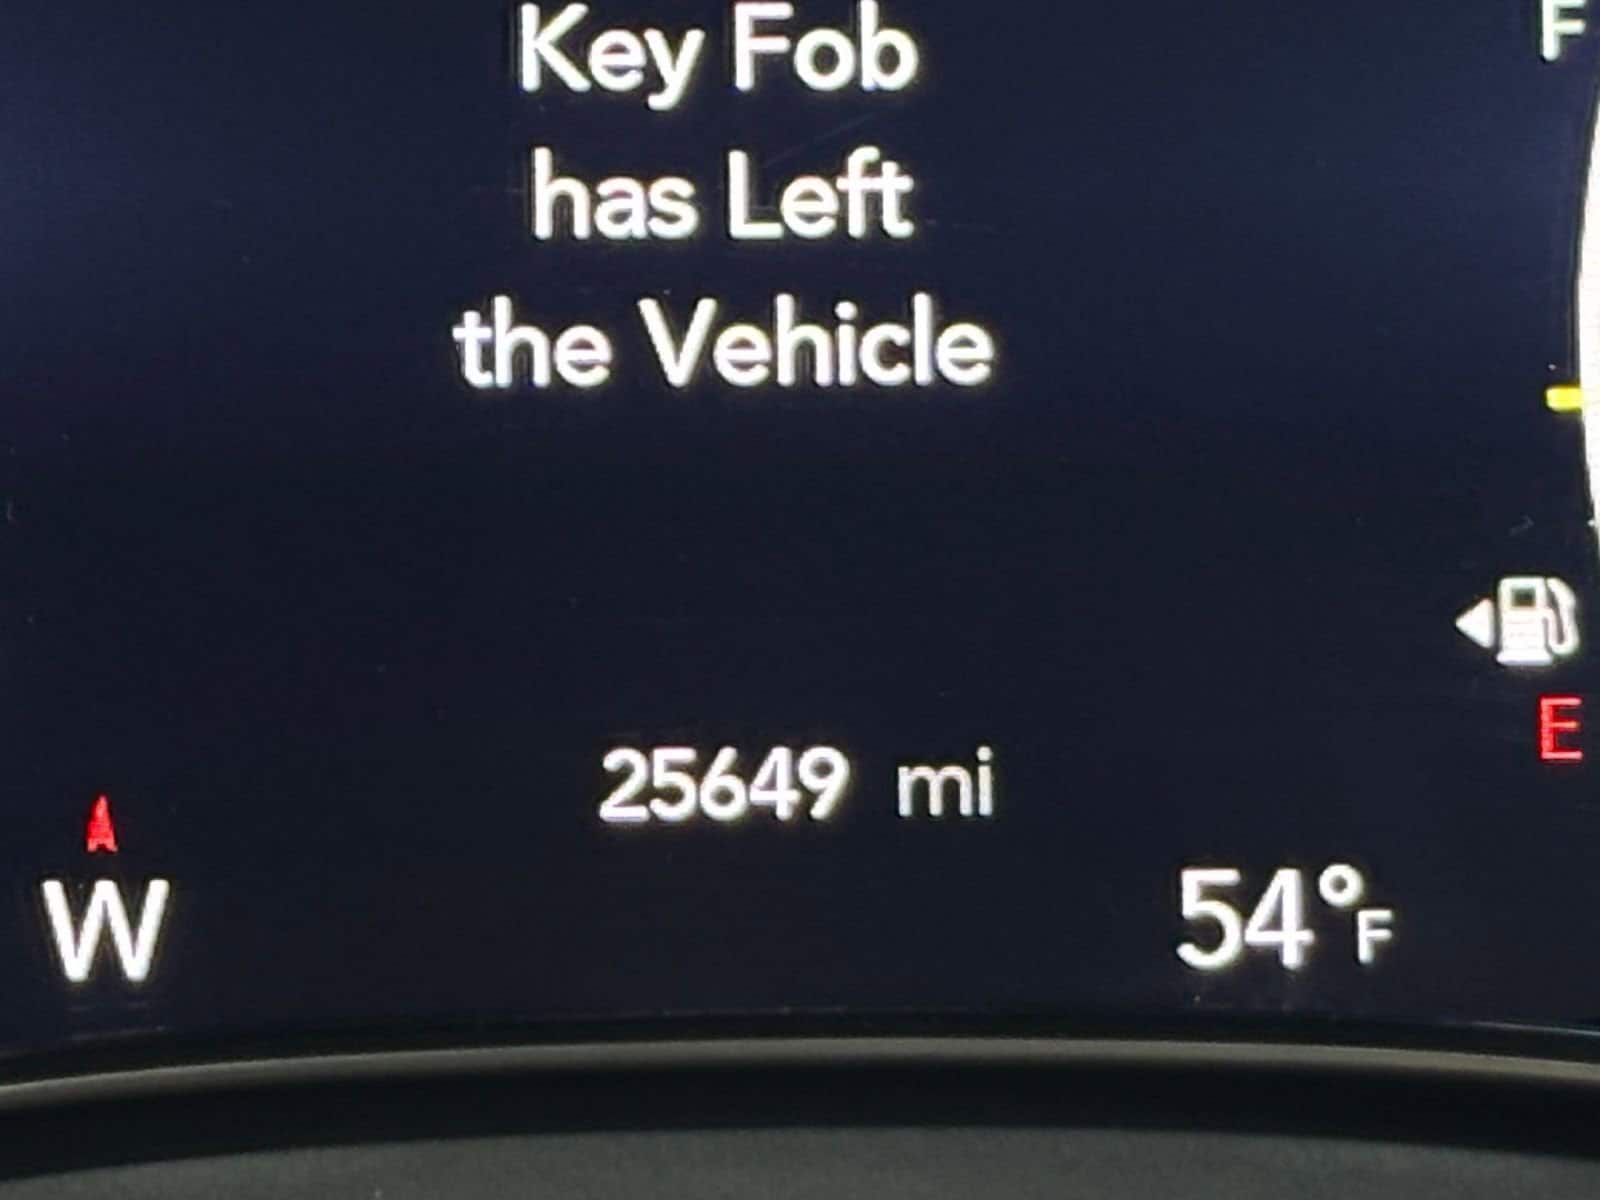 Key Fob
has Left
the Vehicle
F
E
25649 mi
W
54°F